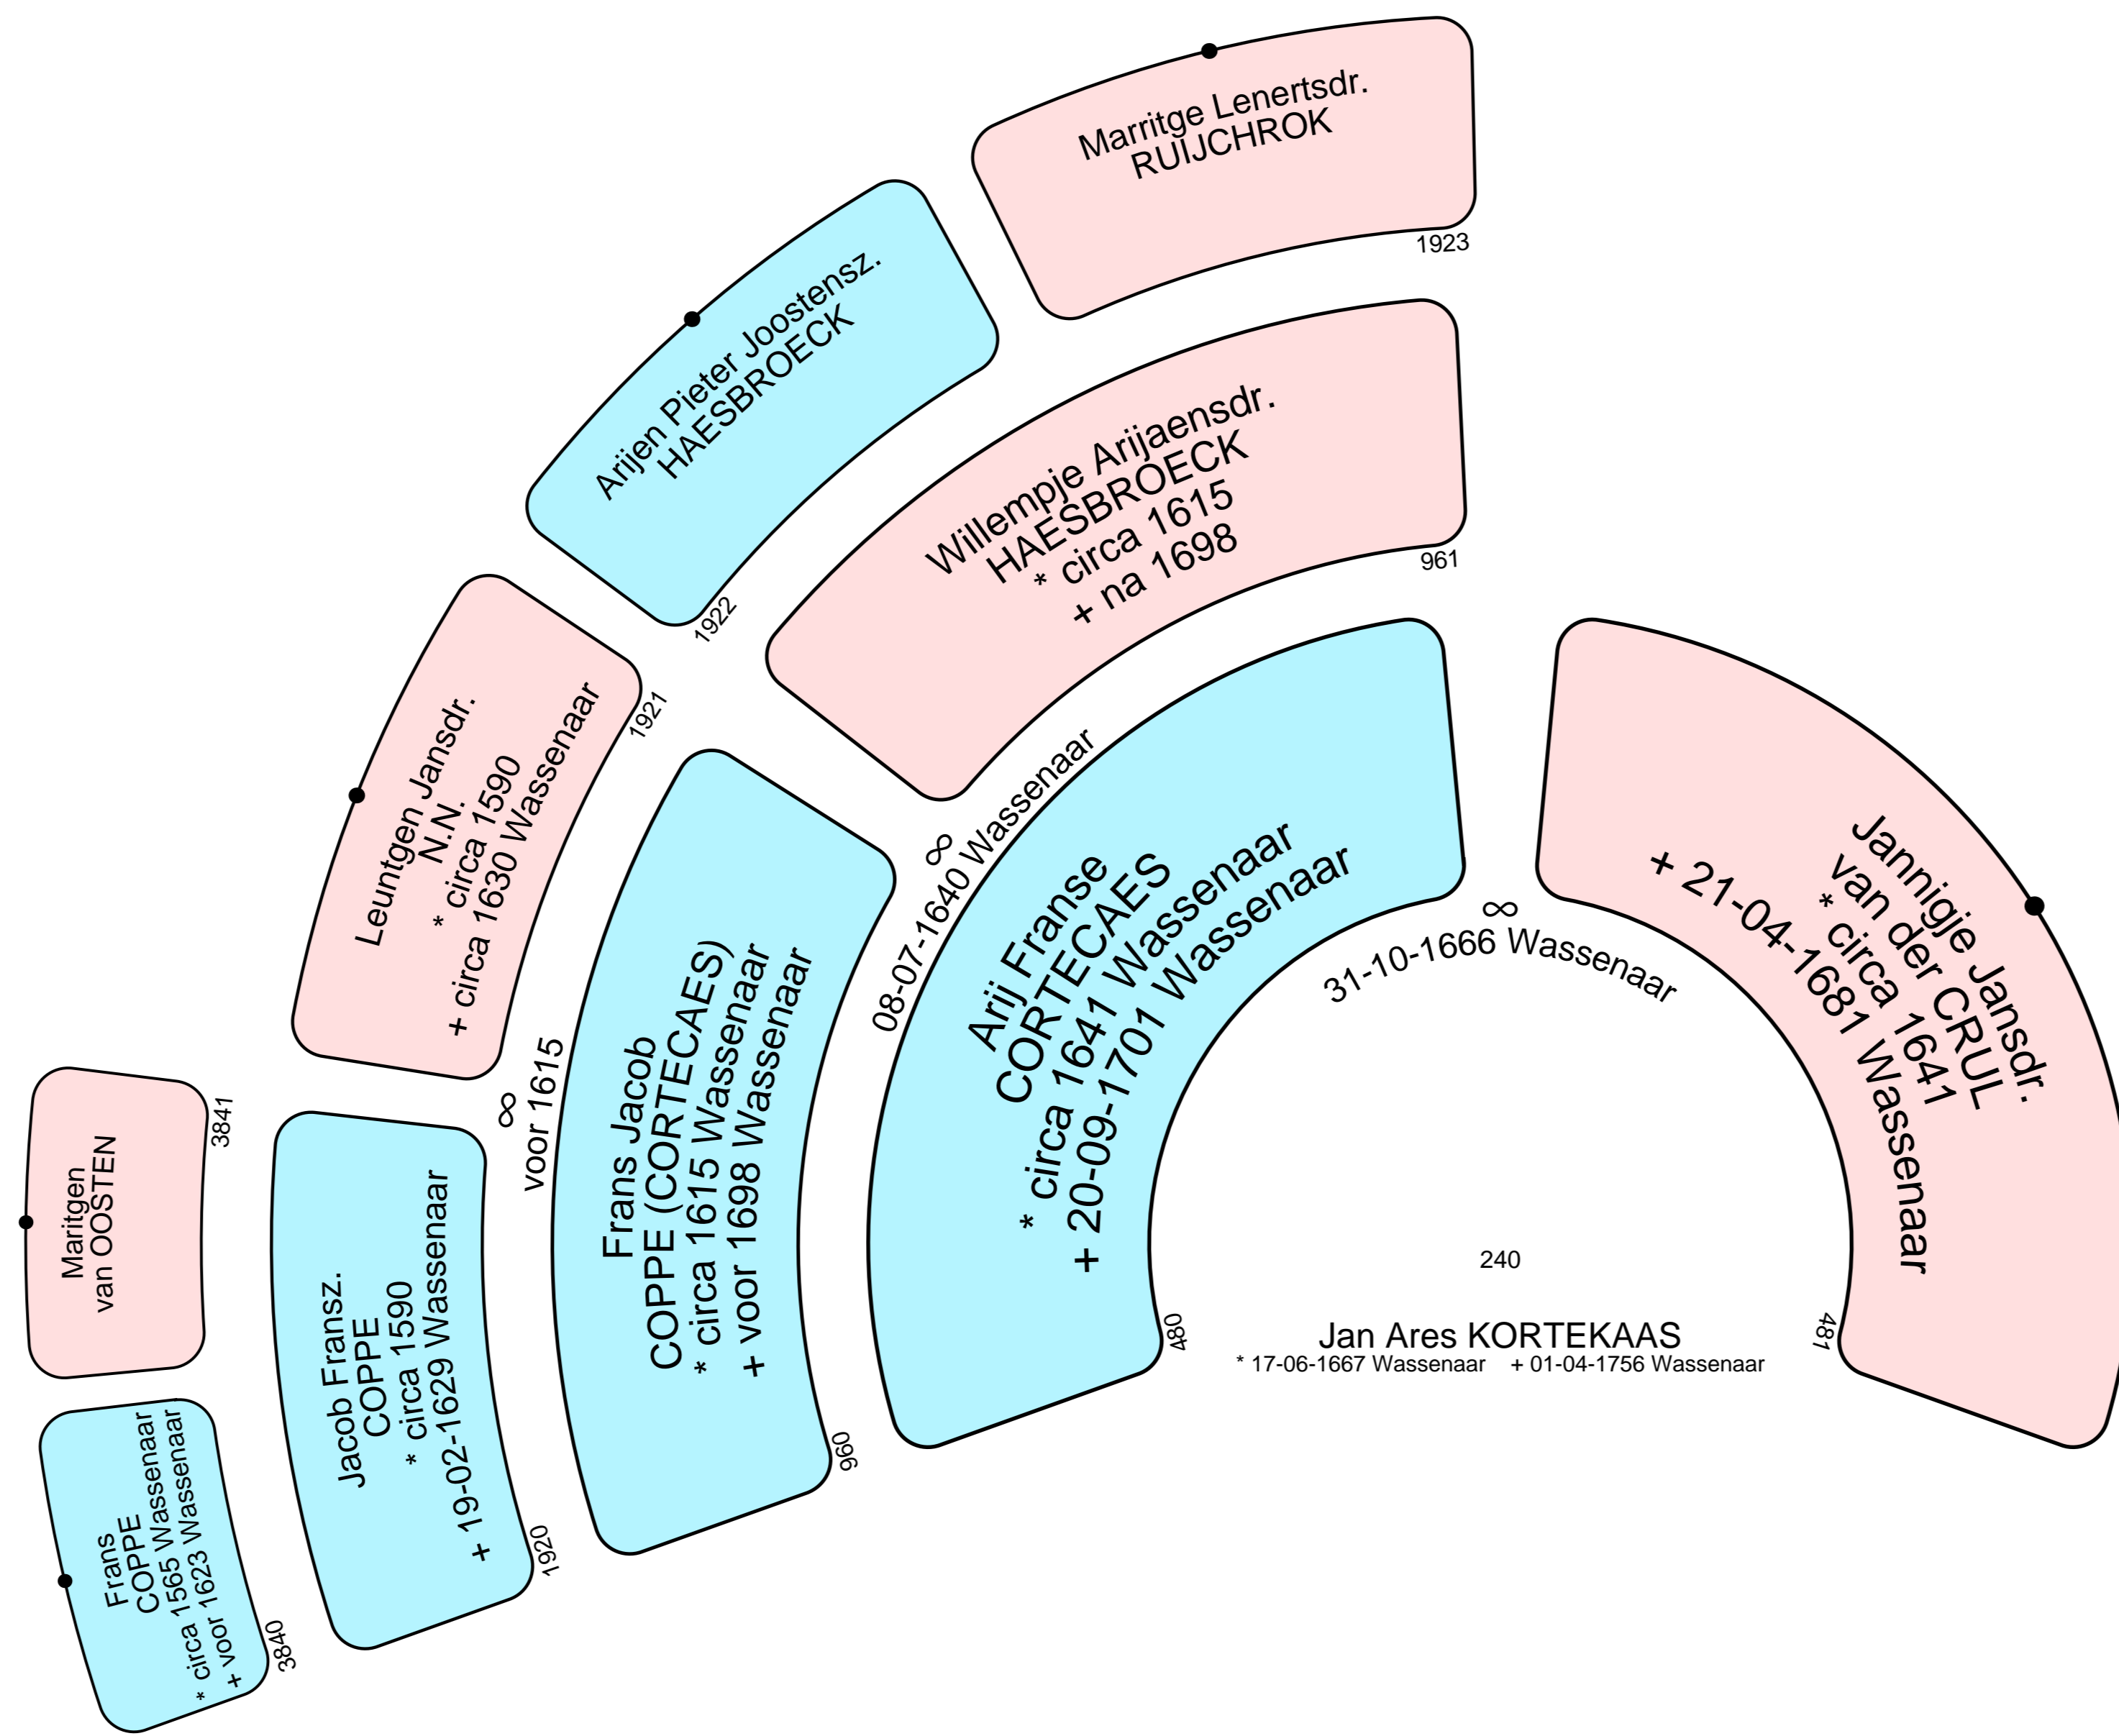 Marritge Lenertsdr.
RUIJCHROK
1923
Arijen Pieter Joostensz.
HAESBROECK
1922
Willempje Arijaensdr.
HAESBROECK
* circa 1615
+ na 1698
961
Leuntgen Jansdr.
N.N.
* circa 1590
+ circa 1630 Wassenaar
1921
∞
08-07-1640 Wassenaar
Arij Franse
CORTECAES
* circa 1641 Wassenaar
+ 20-09-1701 Wassenaar
480
∞
31-10-1666 Wassenaar
Jannigje Jansdr.
van der CRUL
* circa 1641
+ 21-04-1681 Wassenaar
481
Frans Jacob
COPPE (CORTECAES)
* circa 1615 Wassenaar
+ voor 1698 Wassenaar
960
∞
voor 1615
Maritgen
van OOSTEN
3841
Jacob Fransz.
COPPE
* circa 1590
+ 19-02-1629 Wassenaar
1920
Frans
COPPE
* circa 1565 Wassenaar
+ voor 1623 Wassenaar
3840
240
Jan Ares KORTEKAAS
* 17-06-1667 Wassenaar + 01-04-1756 Wassenaar